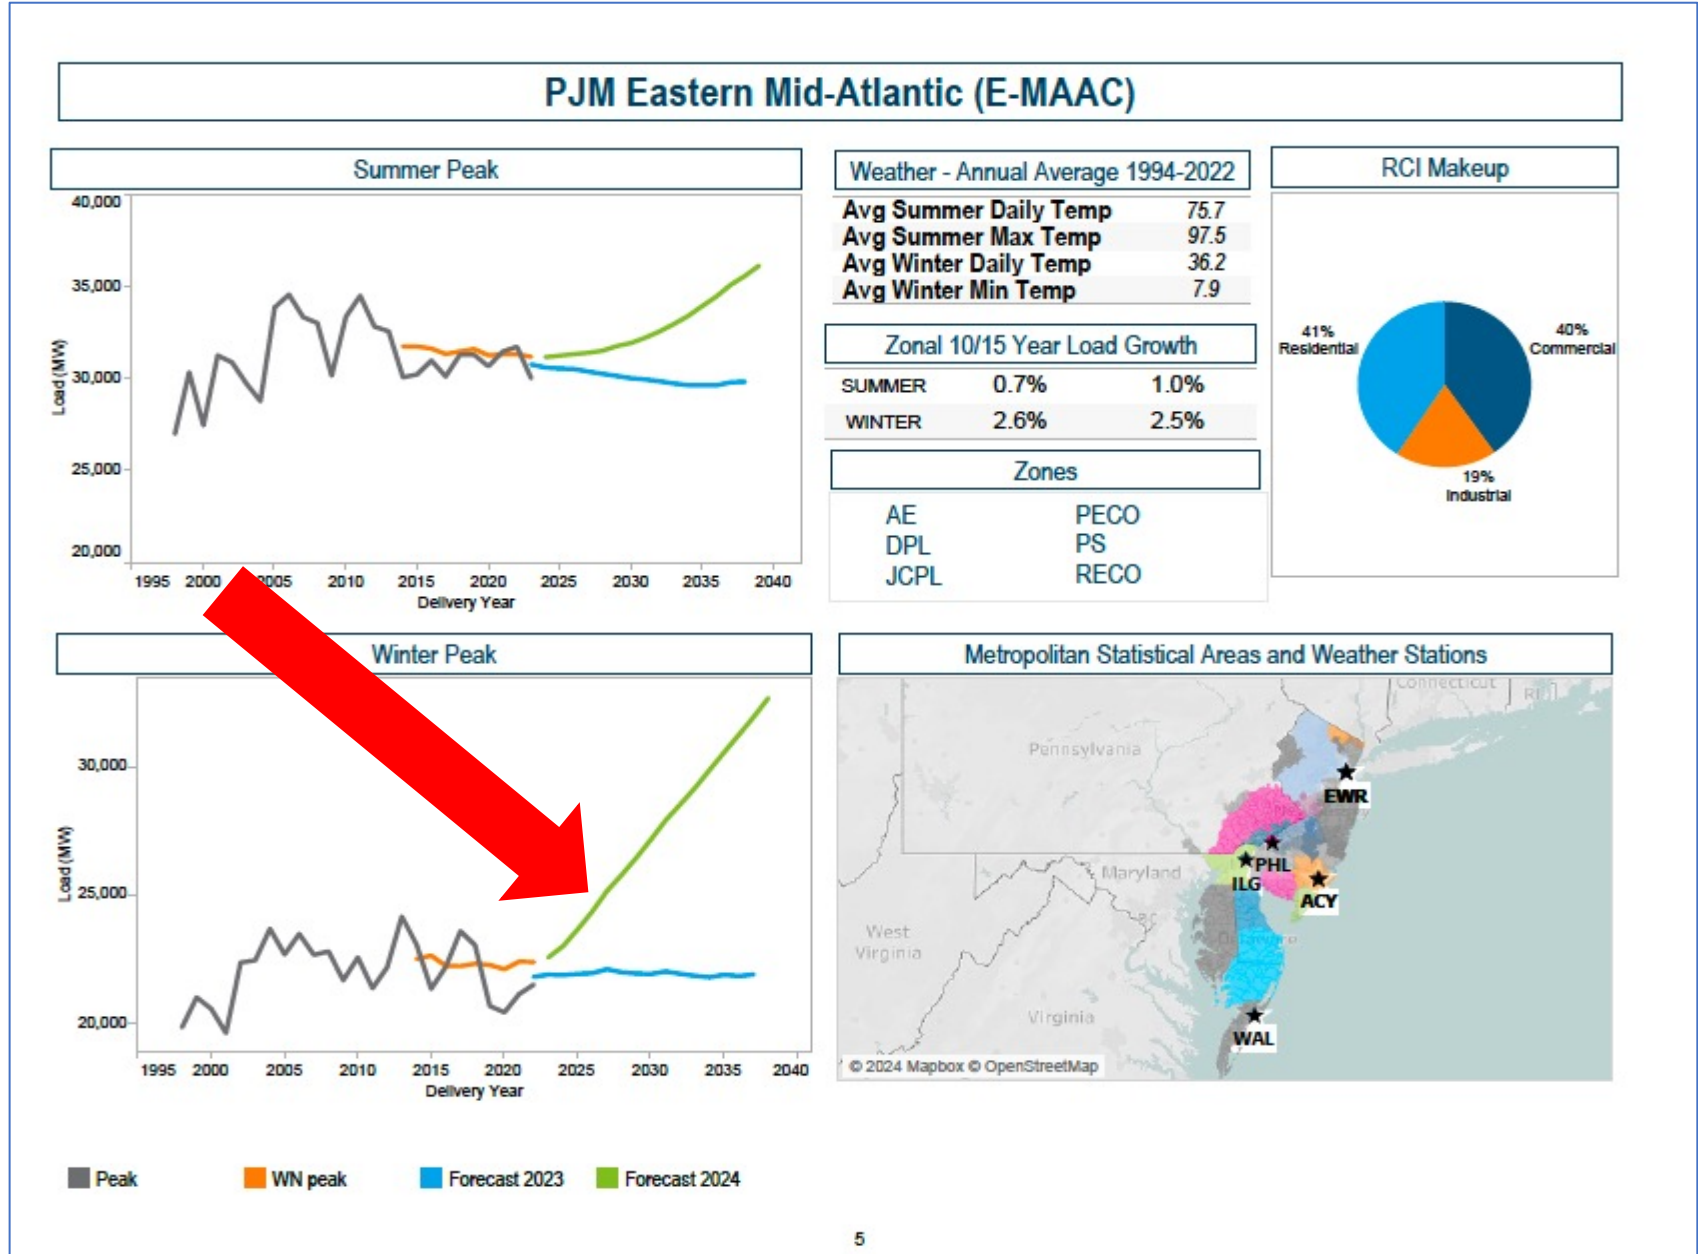 PJM Eastern Mid-Atlantic (E-MAAC)
Summer Peak
40,000
35,000
30,000
25,000
20,000
Load (MW)
1995 2000 2005 2010 2015 2020 2025 2030 2035 2040
Delivery Year
Weather - Annual Average 1994-2022
Avg Summer Daily Temp 75.7
Avg Summer Max Temp 97.5
Avg Winter Daily Temp 36.2
Avg Winter Min Temp 7.9
Zonal 10/15 Year Load Growth
SUMMER 0.7% 1.0%
WINTER 2.6% 2.5%
Zones
AE PECO
DPL PS
JCPL RECO
RCI Makeup
41%
Residential
40%
Commercial
19%
Industrial
Winter Peak
30,000
25,000
20,000
Load (MW)
1995 2000 2005 2010 2015 2020 2025 2030 2035 2040
Delivery Year
Metropolitan Statistical Areas and Weather Stations
Connecticut
R.I.
Pennsylvania
EWR
PHL
Maryland
ILG
ACY
West
Virginia
Delaware
Virginia
WAL
© 2024 Mapbox © OpenStreetMap
Peak WN peak Forecast 2023 Forecast 2024
5